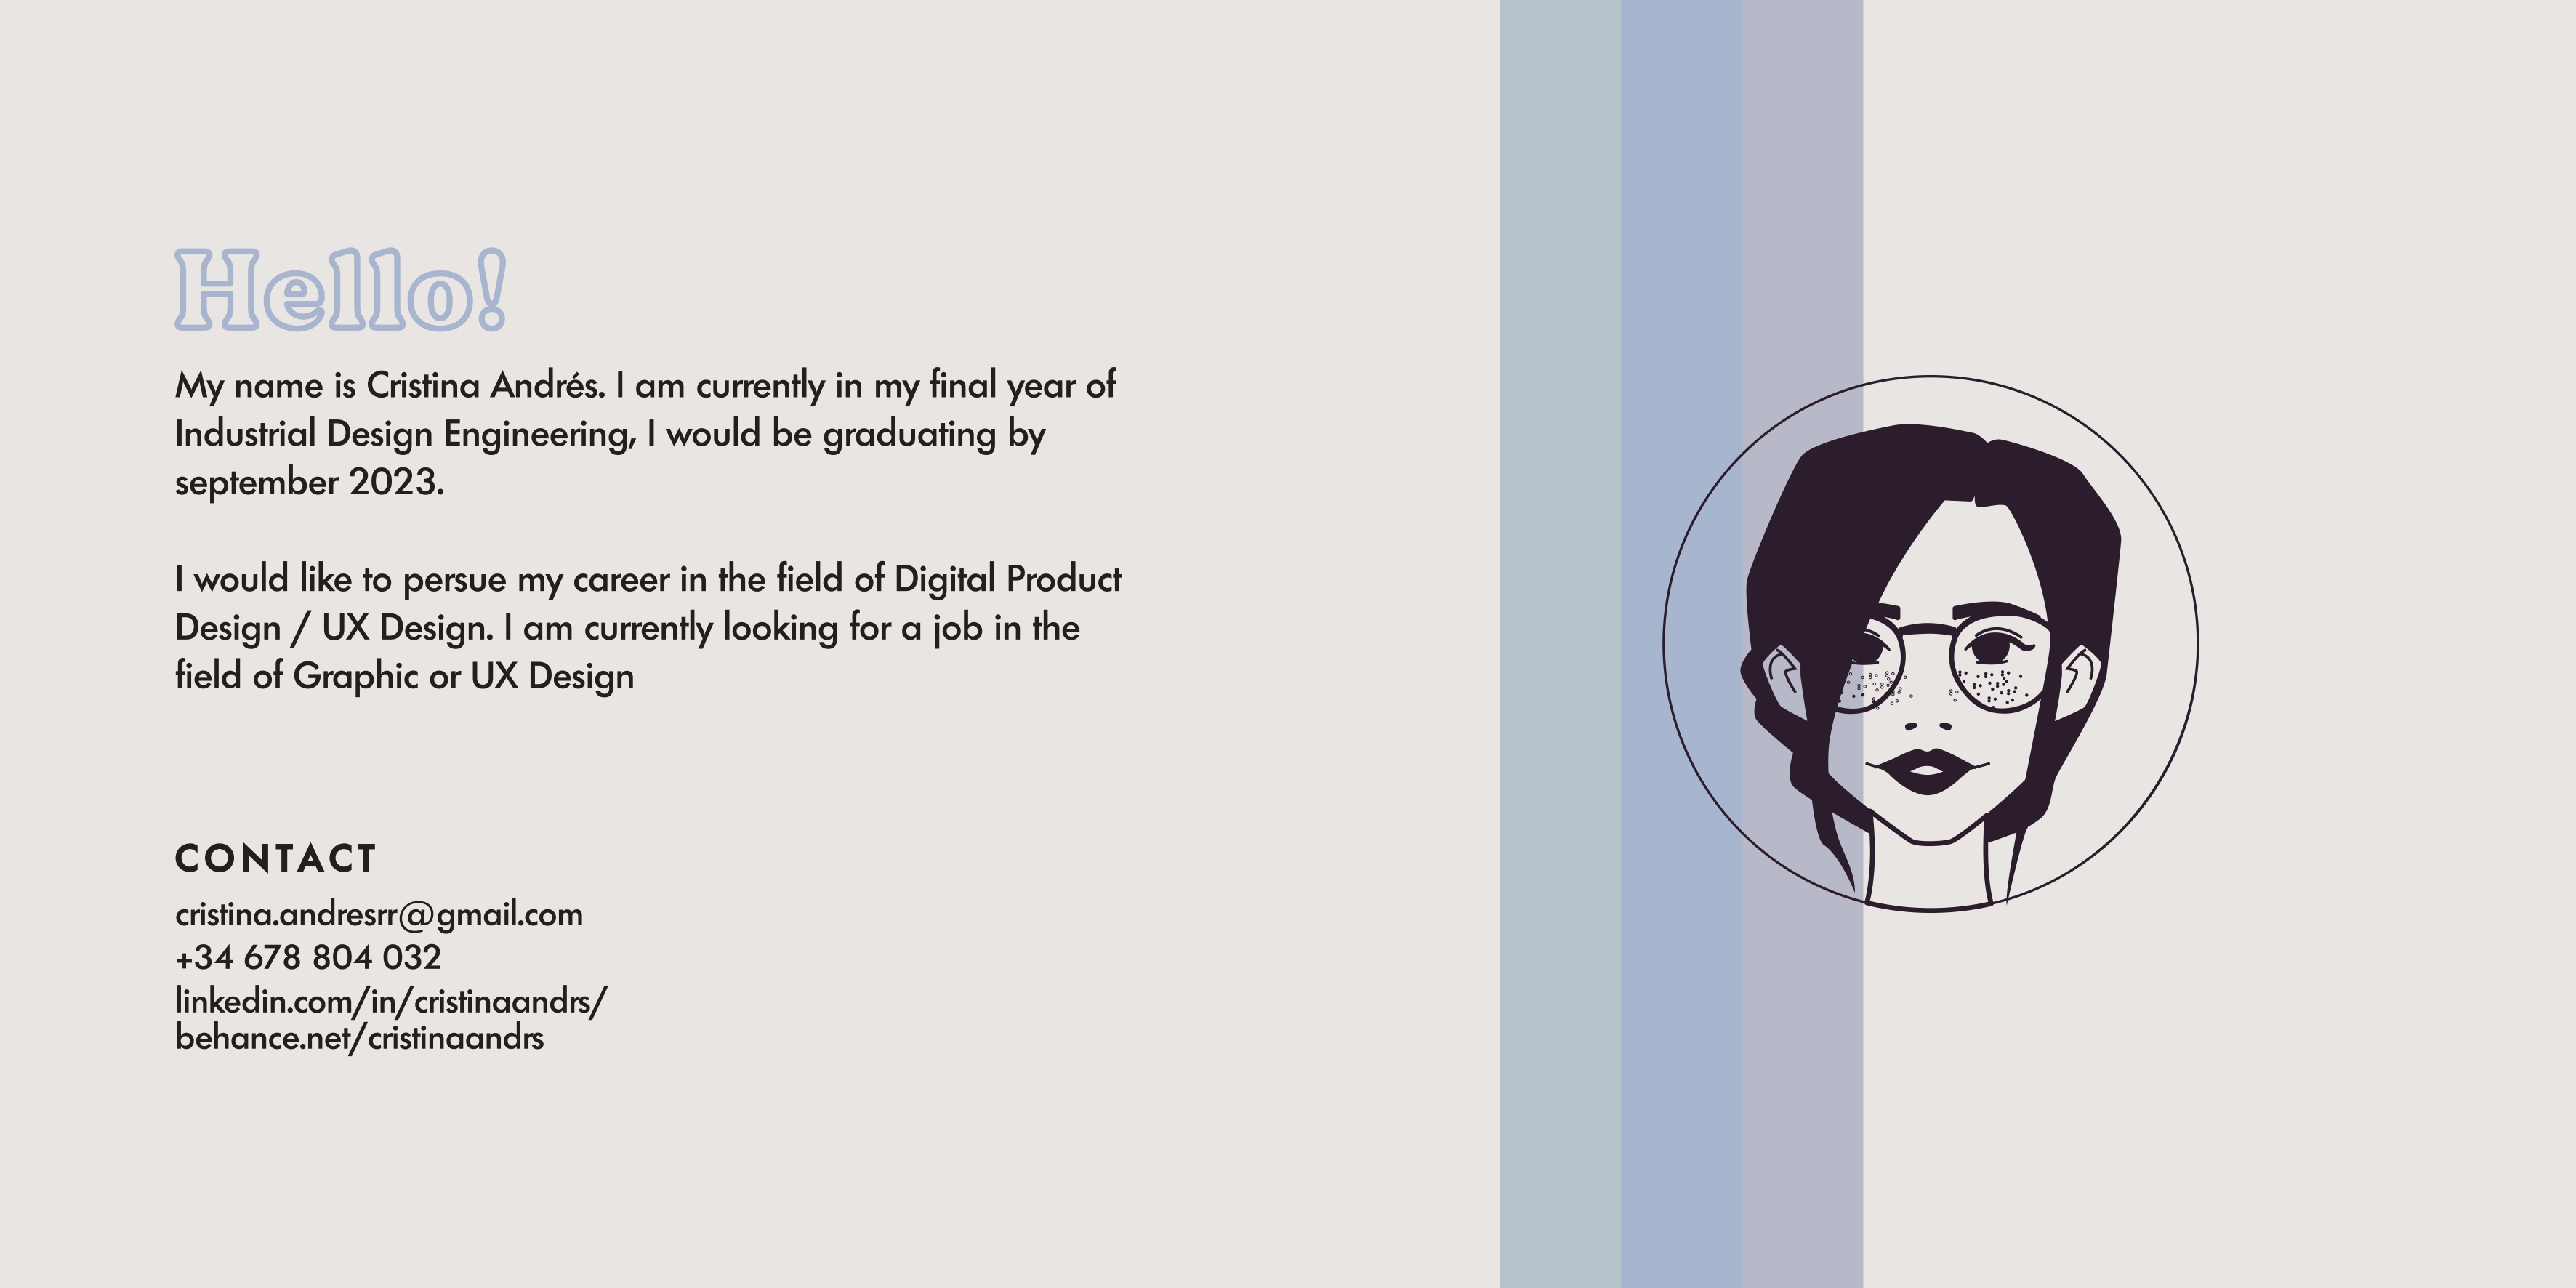 Hello!
My name is Cristina Andrés. I am currently in my final year of
Industrial Design Engineering, I would be graduating by
september 2023.
I would like to persue my career in the field of Digital Product
Design / UX Design. I am currently looking for a job in the
field of Graphic or UX Design
CONTACT
cristina.andresrr@gmail.com
+34 678 804 032
linkedin.com/in/cristinaandrs/
behance.net/cristinaandrs